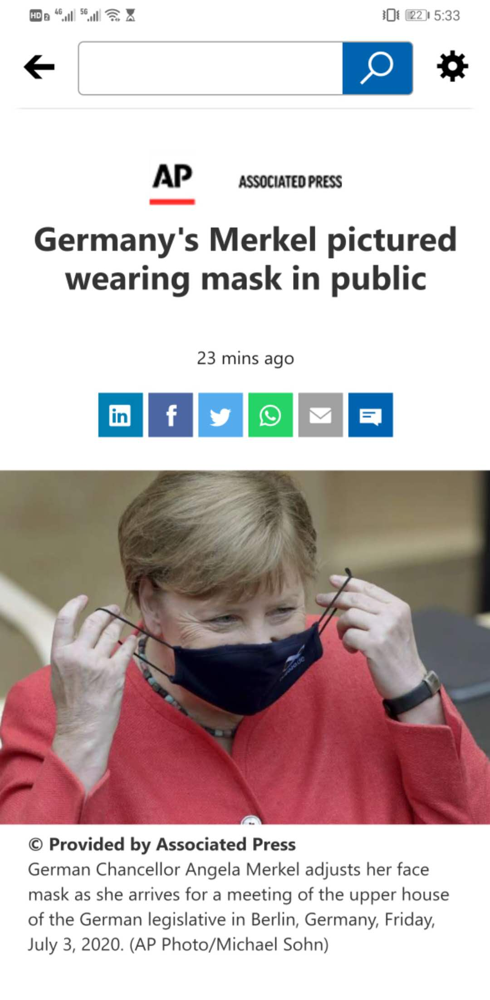 HD 2 4G 5G 22 5:33
AP ASSOCIATED PRESS
Germany's Merkel pictured
wearing mask in public
23 mins ago
in f
© Provided by Associated Press
German Chancellor Angela Merkel adjusts her face
mask as she arrives for a meeting of the upper house
of the German legislative in Berlin, Germany, Friday,
July 3, 2020. (AP Photo/Michael Sohn)